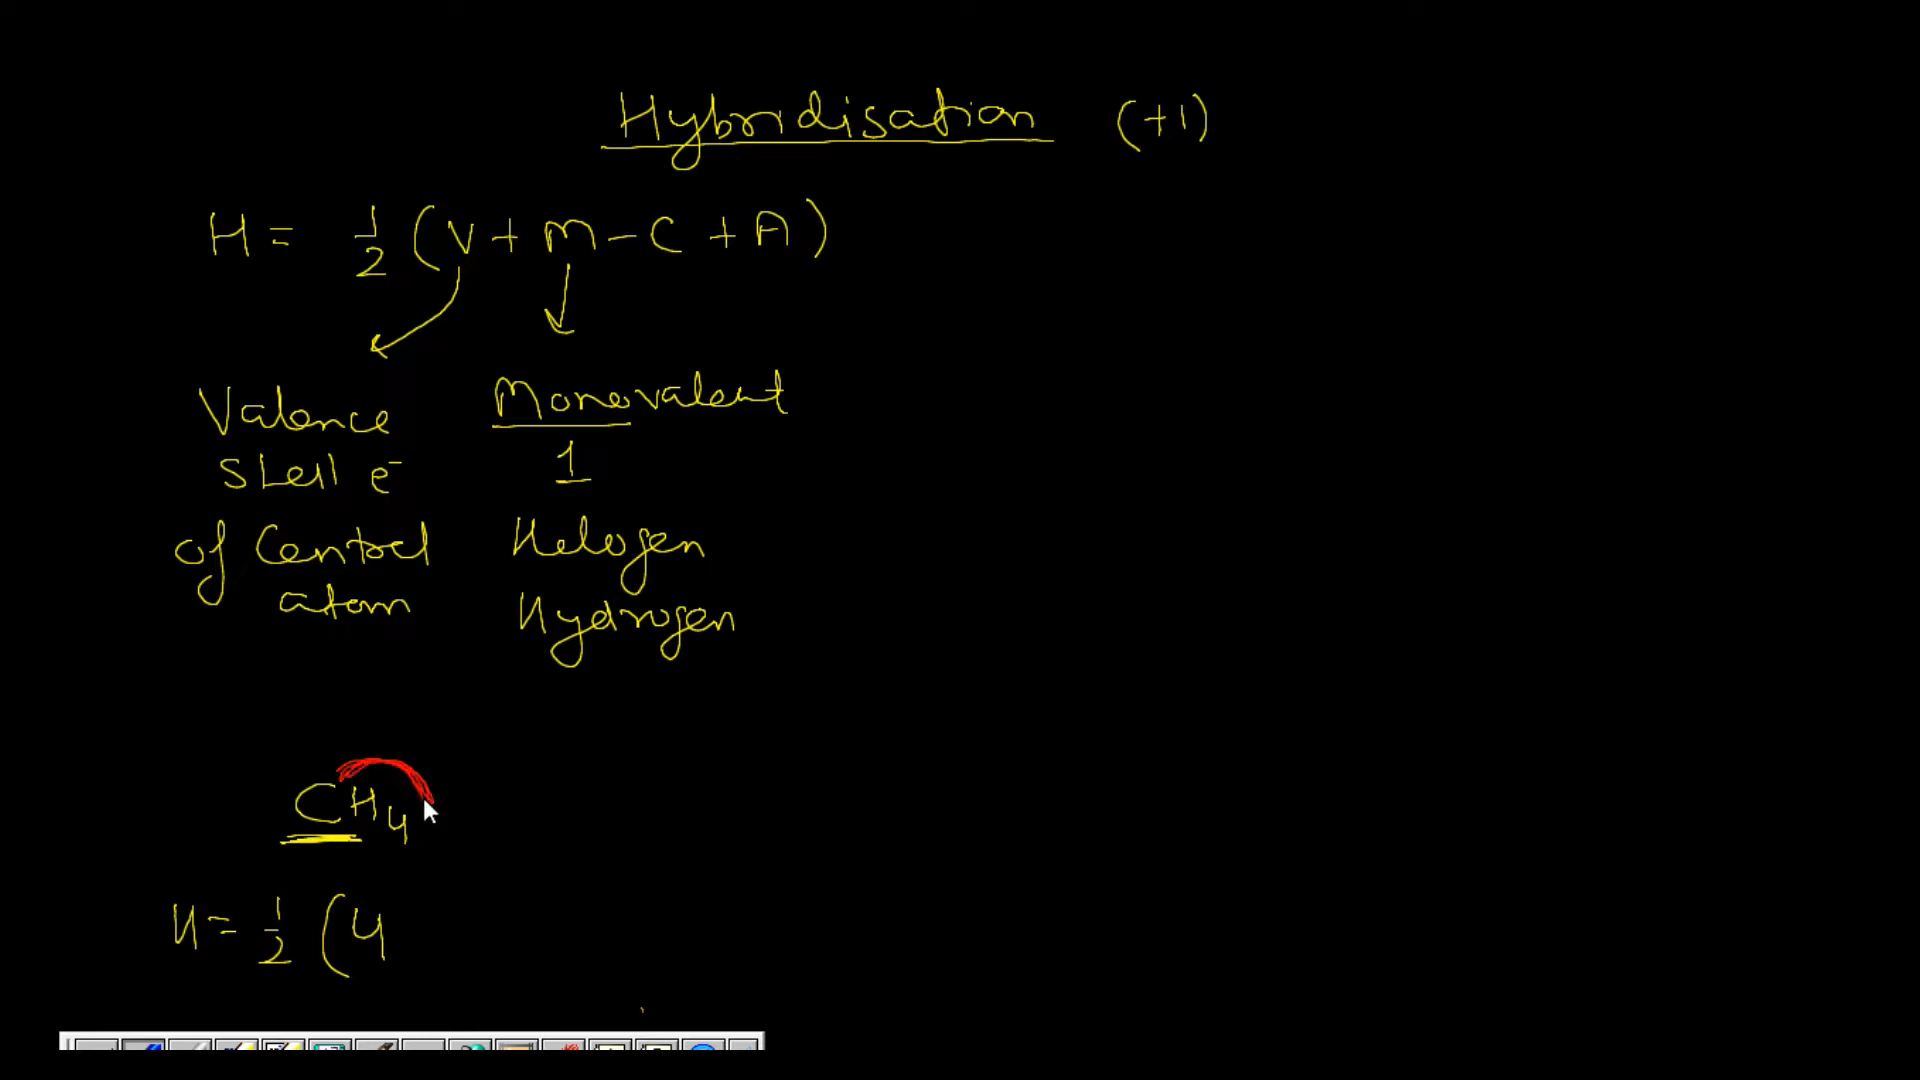 Hybridisation (+1)
H = 1/2 (V + M - C + A)
Valence
Shell e⁻
of Central
atom
Monovalent
1
Halogen
Hydrogen
CH₄
H = 1/2 (4